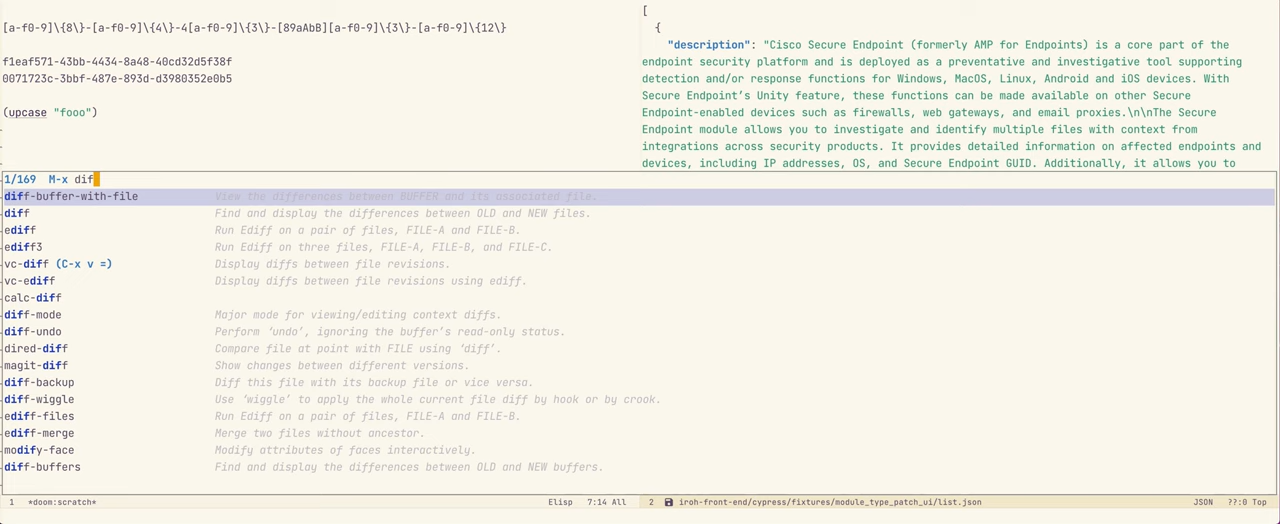 [a-f0-9]\{8\}-[a-f0-9]\{4\}-4[a-f0-9]\{3\}-[89aAbB][a-f0-9]\{3\}-[a-f0-9]\{12\}
f1eaf571-43bb-4434-8a48-40cd32d5f38f
0071723c-3bbf-487e-893d-d3980352e0b5
(upcase "fooo")
[
{
"description": "Cisco Secure Endpoint (formerly AMP for Endpoints) is a core part of the
endpoint security platform and is deployed as a preventative and investigative tool supporting
detection and/or response functions for Windows, MacOS, Linux, Android and iOS devices. With
Secure Endpoint’s Unity feature, these functions can be made available on other Secure
Endpoint-enabled devices such as firewalls, web gateways, and email proxies.\n\nThe Secure
Endpoint module allows you to investigate and identify multiple files with context from
integrations across security products. It provides detailed information on affected endpoints and
devices, including IP addresses, OS, and Secure Endpoint GUID. Additionally, it allows you to
1/169 M-x dif
diff-buffer-with-file View the differences between BUFFER and its associated file.
diff Find and display the differences between OLD and NEW files.
ediff Run Ediff on a pair of files, FILE-A and FILE-B.
ediff3 Run Ediff on three files, FILE-A, FILE-B, and FILE-C.
vc-diff (C-x v =) Display diffs between file revisions.
vc-ediff Display diffs between file revisions using ediff.
calc-diff
diff-mode Major mode for viewing/editing context diffs.
diff-undo Perform ‘undo’, ignoring the buffer’s read-only status.
dired-diff Compare file at point with FILE using ‘diff’.
magit-diff Show changes between different versions.
diff-backup Diff this file with its backup file or vice versa.
diff-wiggle Use ‘wiggle’ to apply the whole current file diff by hook or by crook.
ediff-files Run Ediff on a pair of files, FILE-A and FILE-B.
ediff-merge Merge two files without ancestor.
modify-face Modify attributes of faces interactively.
diff-buffers Find and display the differences between OLD and NEW buffers.
1 *doom:scratch* Elisp 7:14 All
2 iroh-front-end/cypress/fixtures/module_type_patch_ui/list.json JSON ??:0 Top